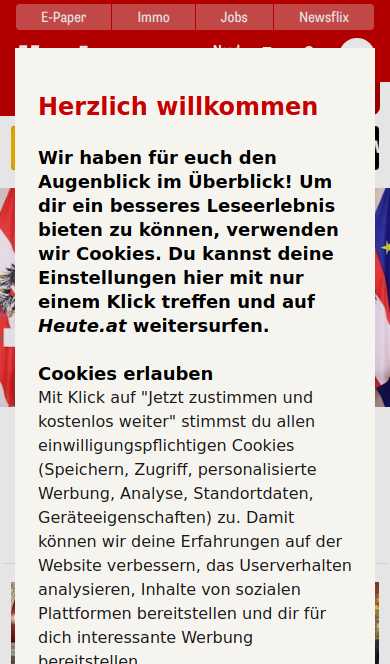 E-Paper
Immo
Jobs
Newsflix
Herzlich willkommen
Wir haben für euch den
Augenblick im Überblick! Um
dir ein besseres Leseerlebnis
bieten zu können, verwenden
wir Cookies. Du kannst deine
Einstellungen hier mit nur
einem Klick treffen und auf
Heute.at weitersurfen.
Cookies erlauben
Mit Klick auf "Jetzt zustimmen und
kostenlos weiter" stimmst du allen
einwilligungspflichtigen Cookies
(Speichern, Zugriff, personalisierte
Werbung, Analyse, Standortdaten,
Geräteeigenschaften) zu. Damit
können wir deine Erfahrungen auf der
Website verbessern, das Userverhalten
analysieren, Inhalte von sozialen
Plattformen bereitstellen und dir für
dich interessante Werbung
bereitstellen